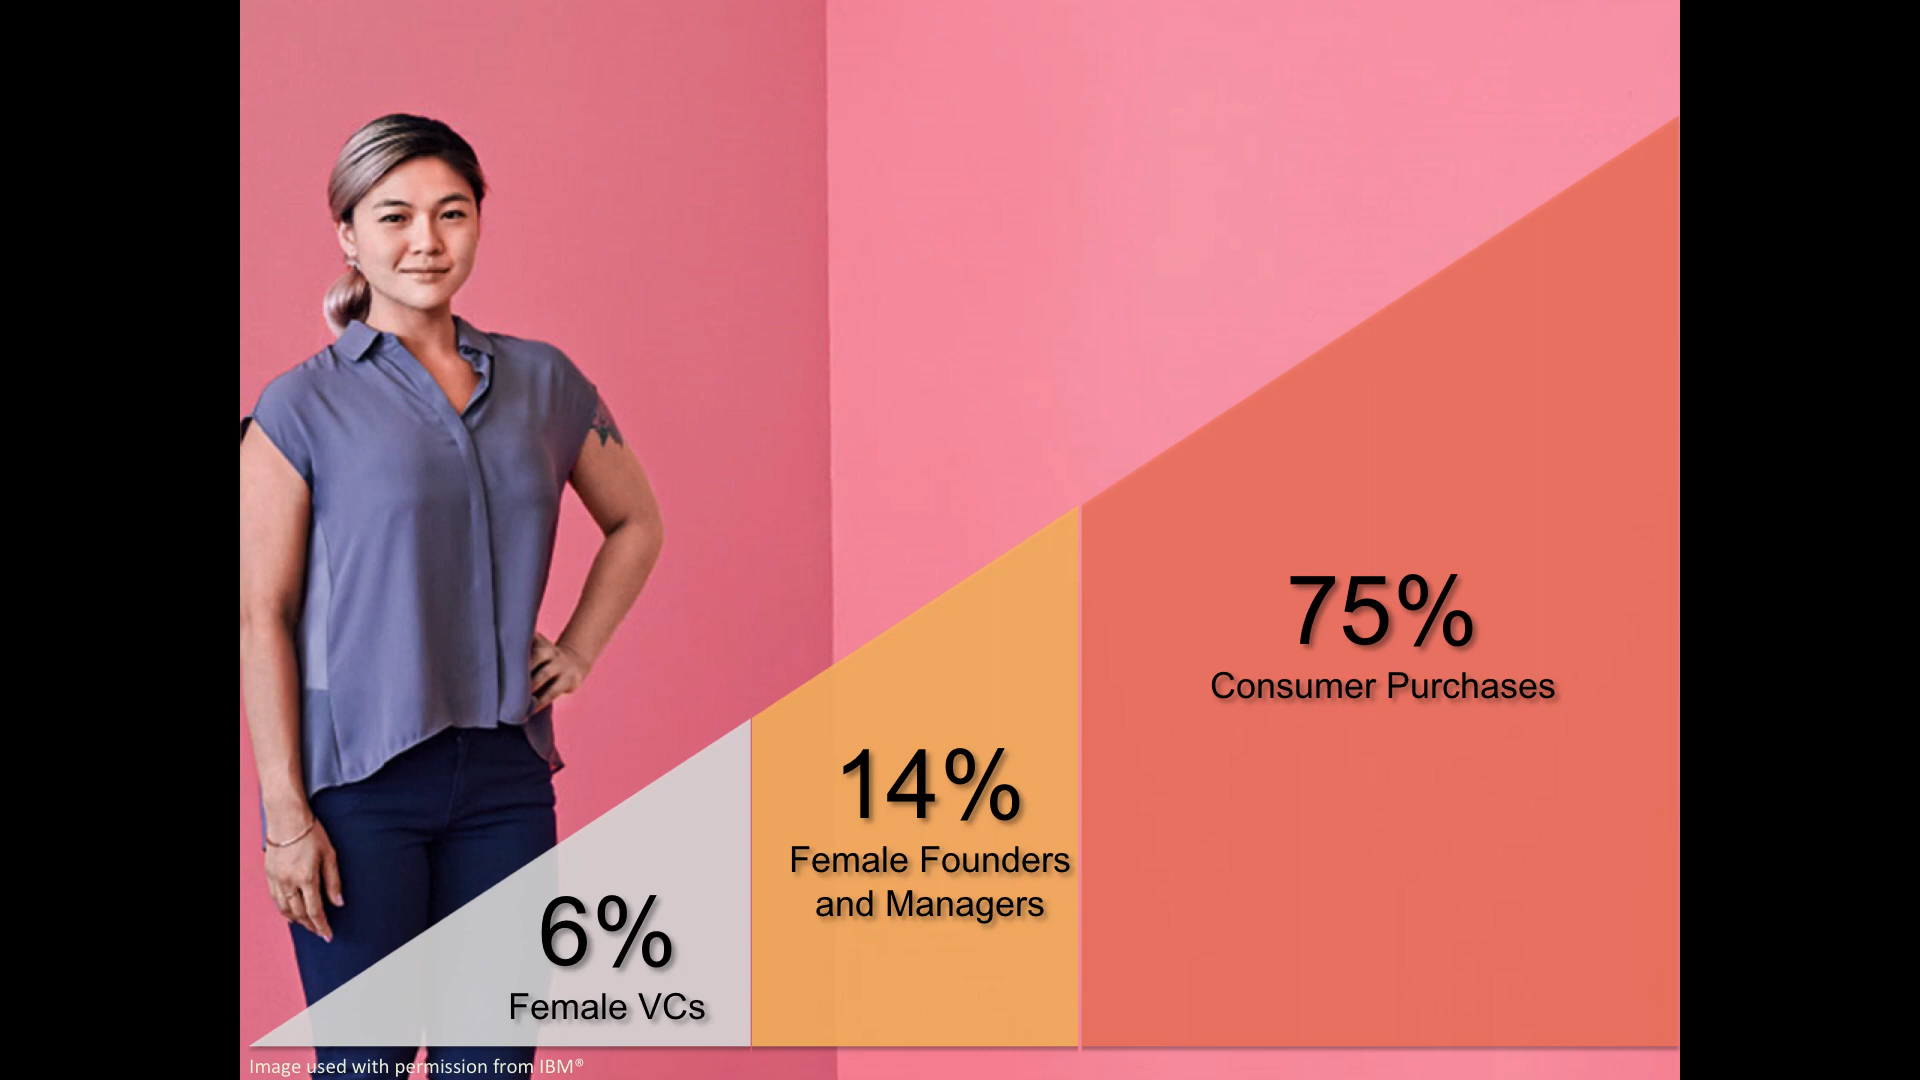 75%
Consumer Purchases
14%
Female Founders
and Managers
6%
Female VCs
Image used with permission from IBM®